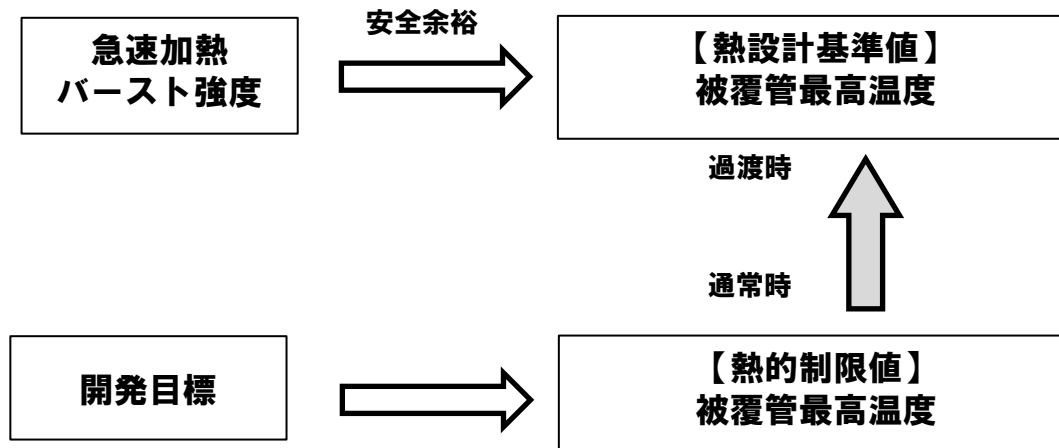 安全余裕
急速加熱
バースト強度
【熱設計基準値】
被覆管最高温度
過渡時
通常時
開発目標
【熱的制限値】
被覆管最高温度